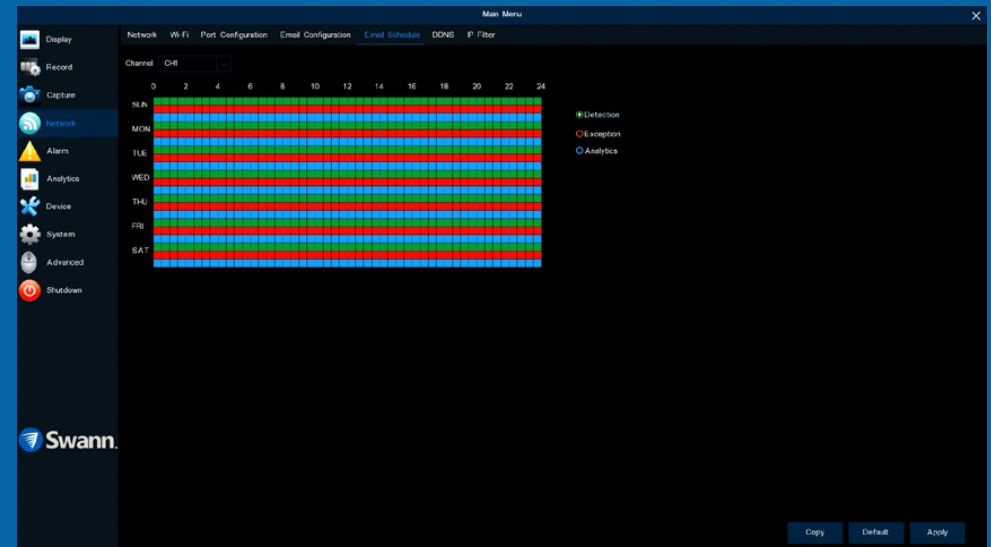 Main Menu
Display
Record
Capture
Network
Alarm
Analytics
Device
System
Advanced
Shutdown
Swann.
Network Wi-Fi Port Configuration Email Configuration Email Schedule DDNS IP Filter
Channel CH1
0 2 4 6 8 10 12 14 16 18 20 22 24
SUN
MON
TUE
WED
THU
FRI
SAT
Detection
Exception
Analytics
Copy Default Apply